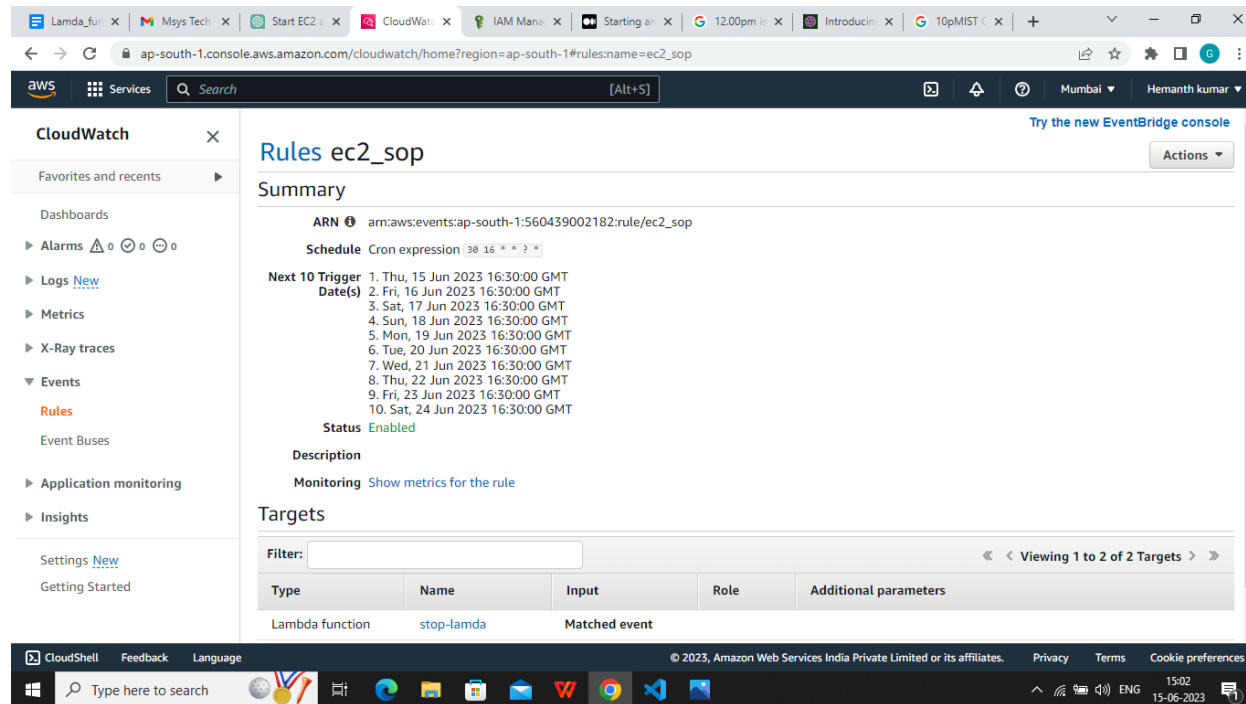 Lamda_fun
Msys Tech
Start EC2 a
CloudWatc
IAM Mana
Starting an
12.00pm is
Introducin
10pMIST C
ap-south-1.console.aws.amazon.com/cloudwatch/home?region=ap-south-1#rules:name=ec2_sop
G
aws
Services
Search
[Alt+S]
Mumbai
Hemanth kumar
CloudWatch
Favorites and recents
Dashboards
Alarms 0 0 0
Logs New
Metrics
X-Ray traces
Events
Rules
Event Buses
Application monitoring
Insights
Settings New
Getting Started
Try the new EventBridge console
Rules ec2_sop
Actions
Summary
ARN arn:aws:events:ap-south-1:560439002182:rule/ec2_sop
Schedule Cron expression 30 16 * * ? *
Next 10 Trigger Date(s)
1. Thu, 15 Jun 2023 16:30:00 GMT
2. Fri, 16 Jun 2023 16:30:00 GMT
3. Sat, 17 Jun 2023 16:30:00 GMT
4. Sun, 18 Jun 2023 16:30:00 GMT
5. Mon, 19 Jun 2023 16:30:00 GMT
6. Tue, 20 Jun 2023 16:30:00 GMT
7. Wed, 21 Jun 2023 16:30:00 GMT
8. Thu, 22 Jun 2023 16:30:00 GMT
9. Fri, 23 Jun 2023 16:30:00 GMT
10. Sat, 24 Jun 2023 16:30:00 GMT
Status Enabled
Description
Monitoring Show metrics for the rule
Targets
Filter:
« < Viewing 1 to 2 of 2 Targets > »
Type Name Input Role Additional parameters
Lambda function stop-lamda Matched event
CloudShell Feedback Language
© 2023, Amazon Web Services India Private Limited or its affiliates. Privacy Terms Cookie preferences
Type here to search
ENG
15:02
15-06-2023
1